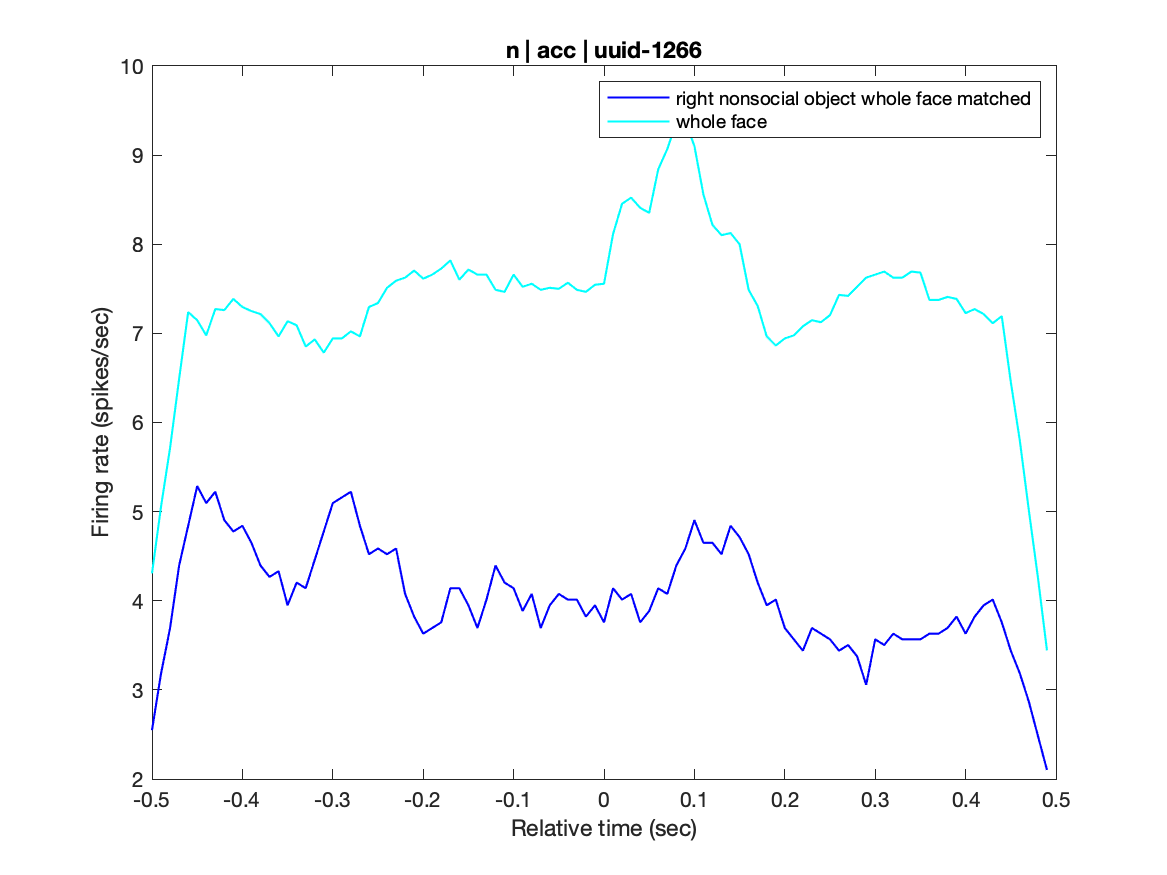 n | acc | uuid-1266
right nonsocial object whole face matched
whole face
Firing rate (spikes/sec)
10
9
8
7
6
5
4
3
2
-0.5 -0.4 -0.3 -0.2 -0.1 0 0.1 0.2 0.3 0.4 0.5
Relative time (sec)